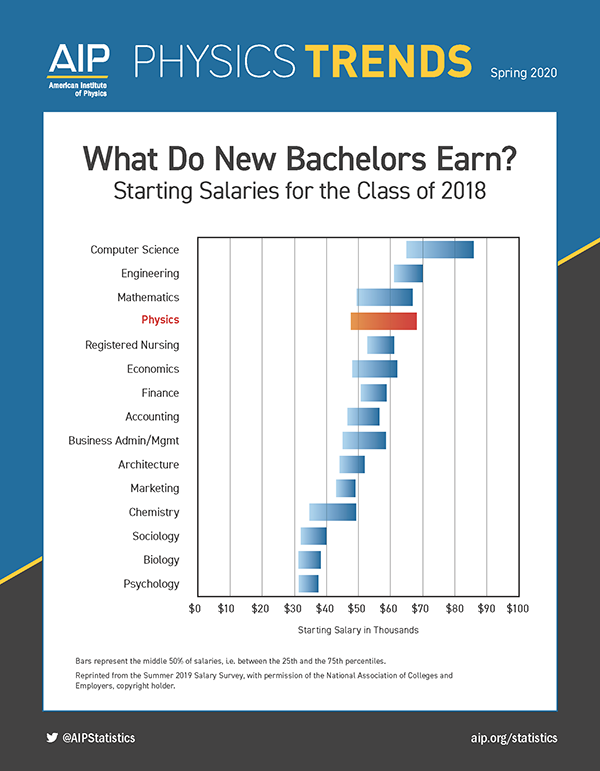 AIP
American Institute
of Physics
PHYSICS TRENDS
Spring 2020
What Do New Bachelors Earn?
Starting Salaries for the Class of 2018
Computer Science
Engineering
Mathematics
Physics
Registered Nursing
Economics
Finance
Accounting
Business Admin/Mgmt
Architecture
Marketing
Chemistry
Sociology
Biology
Psychology
$0 $10 $20 $30 $40 $50 $60 $70 $80 $90 $100
Starting Salary in Thousands
Bars represent the middle 50% of salaries, i.e. between the 25th and the 75th percentiles.
Reprinted from the Summer 2019 Salary Survey, with permission of the National Association of Colleges and
Employers, copyright holder.
@AIPStatistics
aip.org/statistics